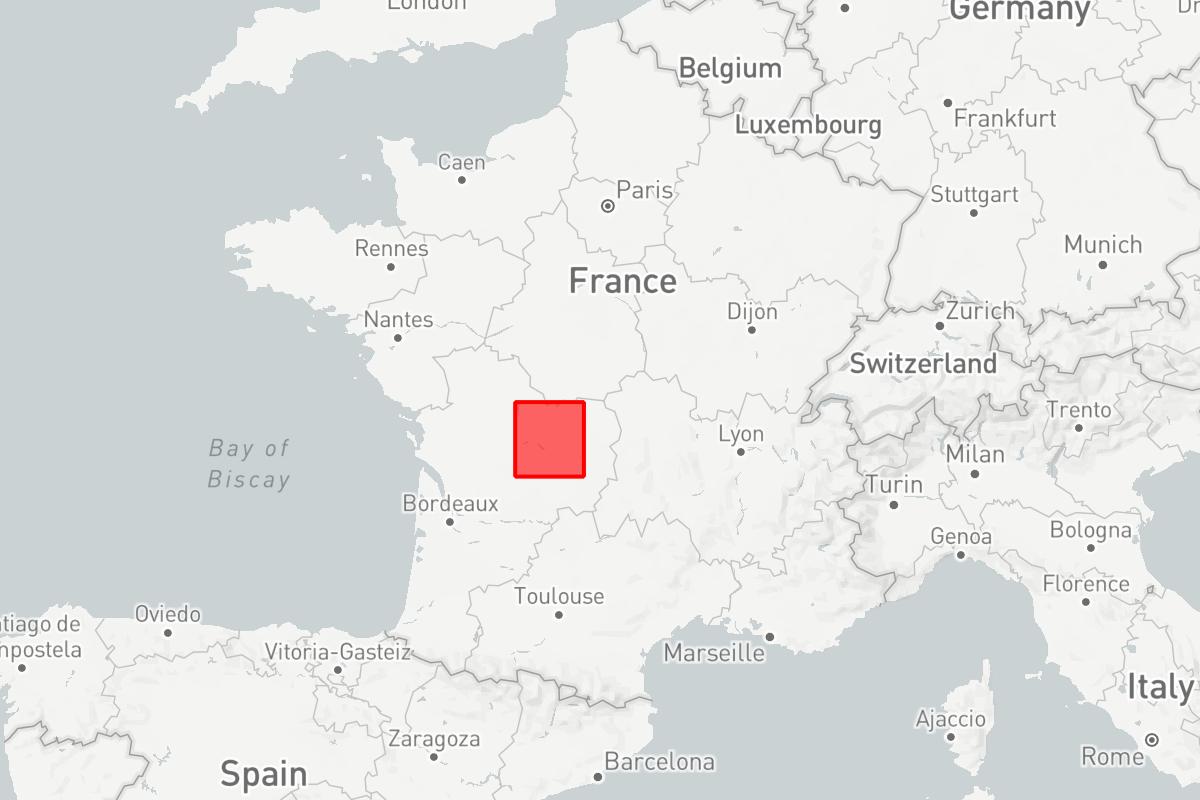 London
Germany
Dr
Belgium
Luxembourg
Frankfurt
Caen
Paris
Stuttgart
Rennes
Munich
France
Nantes
Dijon
Zurich
Switzerland
Trento
Bay of
Biscay
Lyon
Milan
Turin
Bordeaux
Genoa
Bologna
Florence
Toulouse
Oviedo
tiago de
mpostela
Vitoria-Gasteiz
Marseille
Italy
Ajaccio
Zaragoza
Rome
Barcelona
Spain